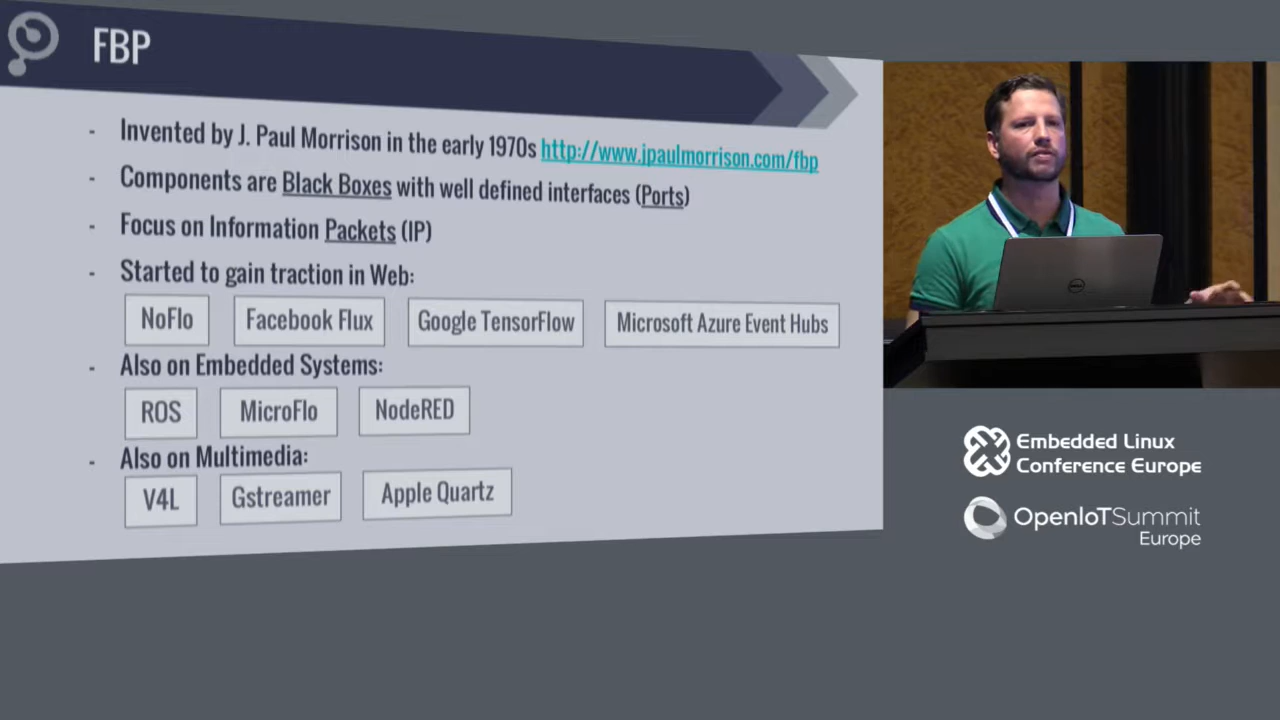 FBP
- Invented by J. Paul Morrison in the early 1970s http://www.jpaulmorrison.com/fbp
- Components are Black Boxes with well defined interfaces (Ports)
- Focus on Information Packets (IP)
- Started to gain traction in Web:
NoFlo Facebook Flux Google TensorFlow Microsoft Azure Event Hubs
- Also on Embedded Systems:
ROS MicroFlo NodeRED
- Also on Multimedia:
V4L Gstreamer Apple Quartz
DELL
Embedded Linux
Conference Europe
OpenIoTSummit
Europe